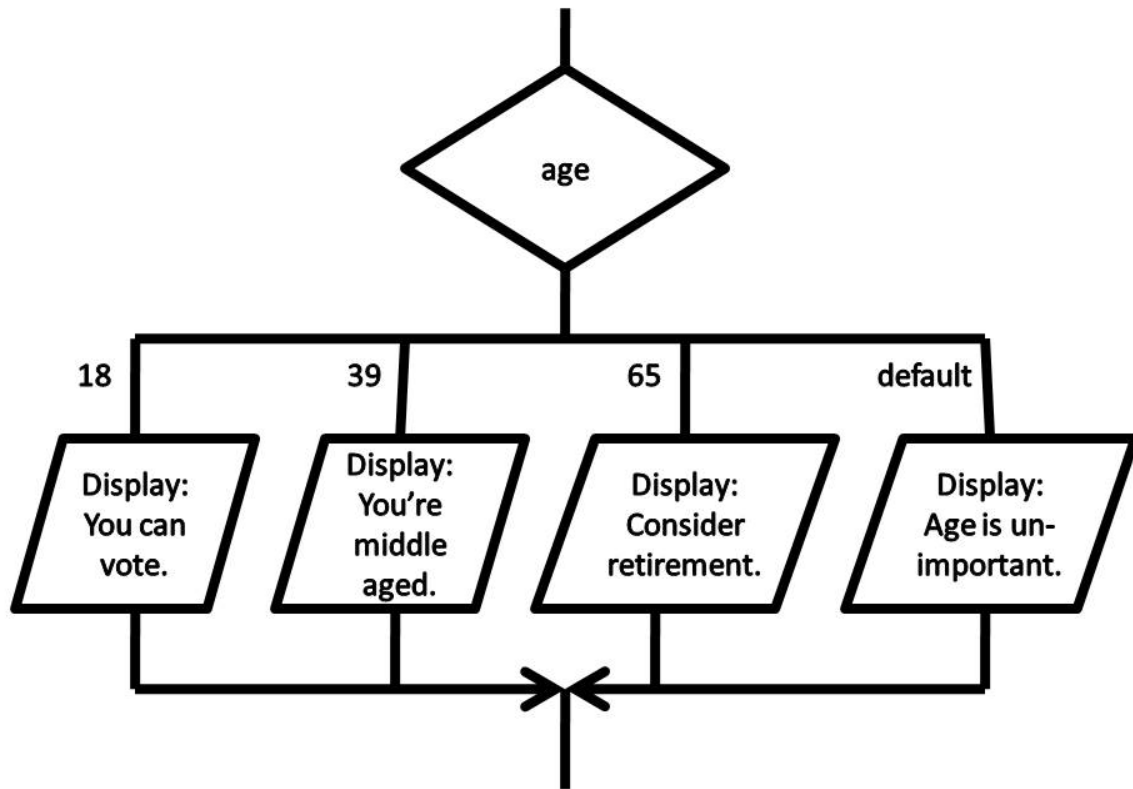 age
18
39
65
default
Display:
You can
vote.
Display:
You’re
middle
aged.
Display:
Consider
retirement.
Display:
Age is un-
important.